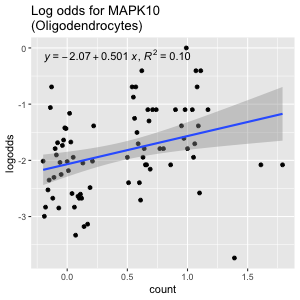 Log odds for MAPK10
(Oligodendrocytes)
y = −2.07 + 0.501 x, R² = 0.10
0
-1
-2
-3
logodds
0.0 0.5 1.0 1.5
count